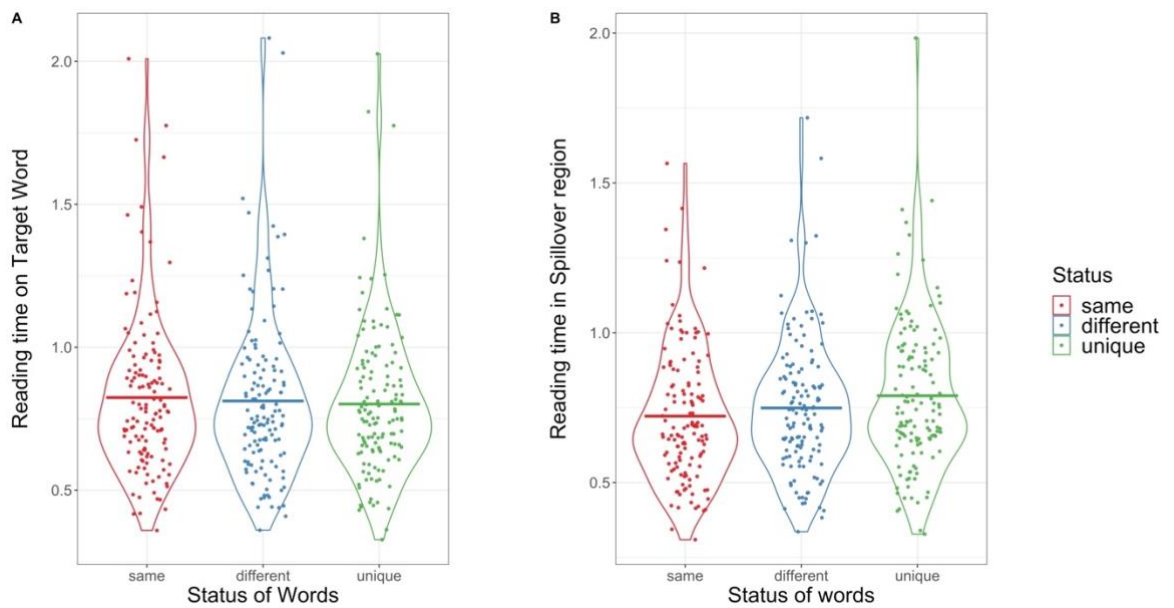 A
Reading time on Target Word
2.0
1.5
1.0
0.5
same
different
unique
Status of Words
B
Reading time in Spillover region
2.0
1.5
1.0
0.5
same
different
unique
Status of words
Status
same
different
unique